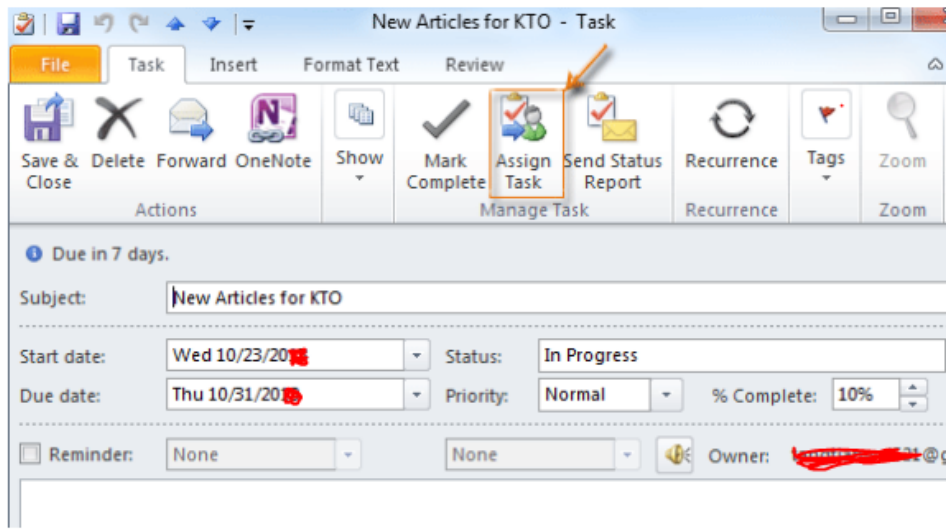 New Articles for KTO - Task
File Task Insert Format Text Review
Save & Close Delete Forward OneNote Show Mark Complete Assign Task Send Status Report Recurrence Tags Zoom
Actions Manage Task Recurrence Zoom
Due in 7 days.
Subject: New Articles for KTO
Start date: Wed 10/23/20 Status: In Progress
Due date: Thu 10/31/20 Priority: Normal % Complete: 10%
Reminder: None None Owner: